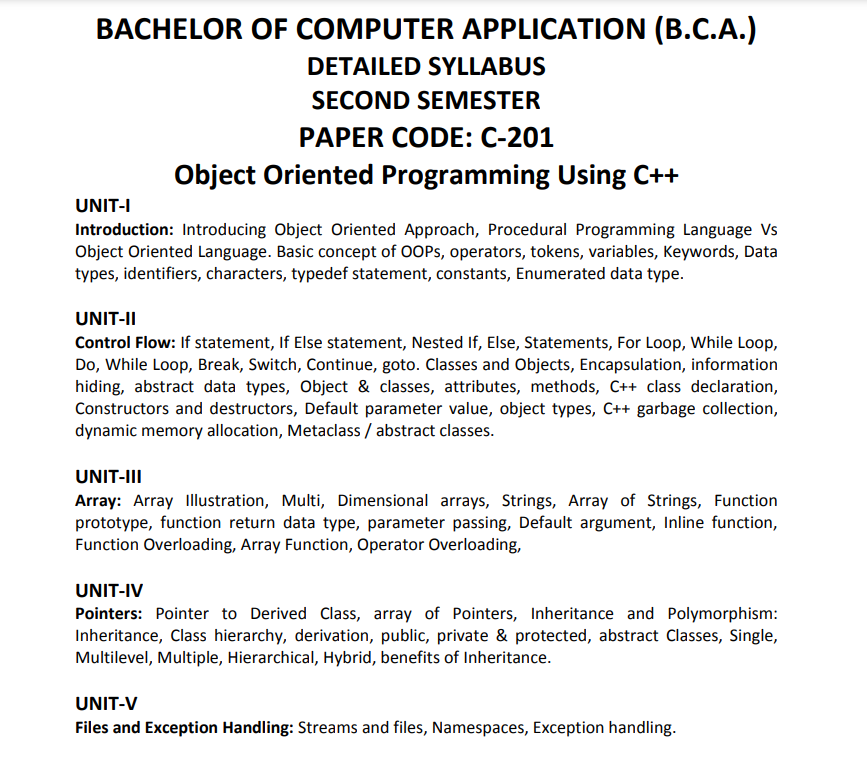 BACHELOR OF COMPUTER APPLICATION (B.C.A.)
DETAILED SYLLABUS
SECOND SEMESTER
PAPER CODE: C-201
Object Oriented Programming Using C++
UNIT-I
Introduction: Introducing Object Oriented Approach, Procedural Programming Language Vs
Object Oriented Language. Basic concept of OOPs, operators, tokens, variables, Keywords, Data
types, identifiers, characters, typedef statement, constants, Enumerated data type.
UNIT-II
Control Flow: If statement, If Else statement, Nested If, Else, Statements, For Loop, While Loop,
Do, While Loop, Break, Switch, Continue, goto. Classes and Objects, Encapsulation, information
hiding, abstract data types, Object & classes, attributes, methods, C++ class declaration,
Constructors and destructors, Default parameter value, object types, C++ garbage collection,
dynamic memory allocation, Metaclass / abstract classes.
UNIT-III
Array: Array Illustration, Multi, Dimensional arrays, Strings, Array of Strings, Function
prototype, function return data type, parameter passing, Default argument, Inline function,
Function Overloading, Array Function, Operator Overloading,
UNIT-IV
Pointers: Pointer to Derived Class, array of Pointers, Inheritance and Polymorphism:
Inheritance, Class hierarchy, derivation, public, private & protected, abstract Classes, Single,
Multilevel, Multiple, Hierarchical, Hybrid, benefits of Inheritance.
UNIT-V
Files and Exception Handling: Streams and files, Namespaces, Exception handling.